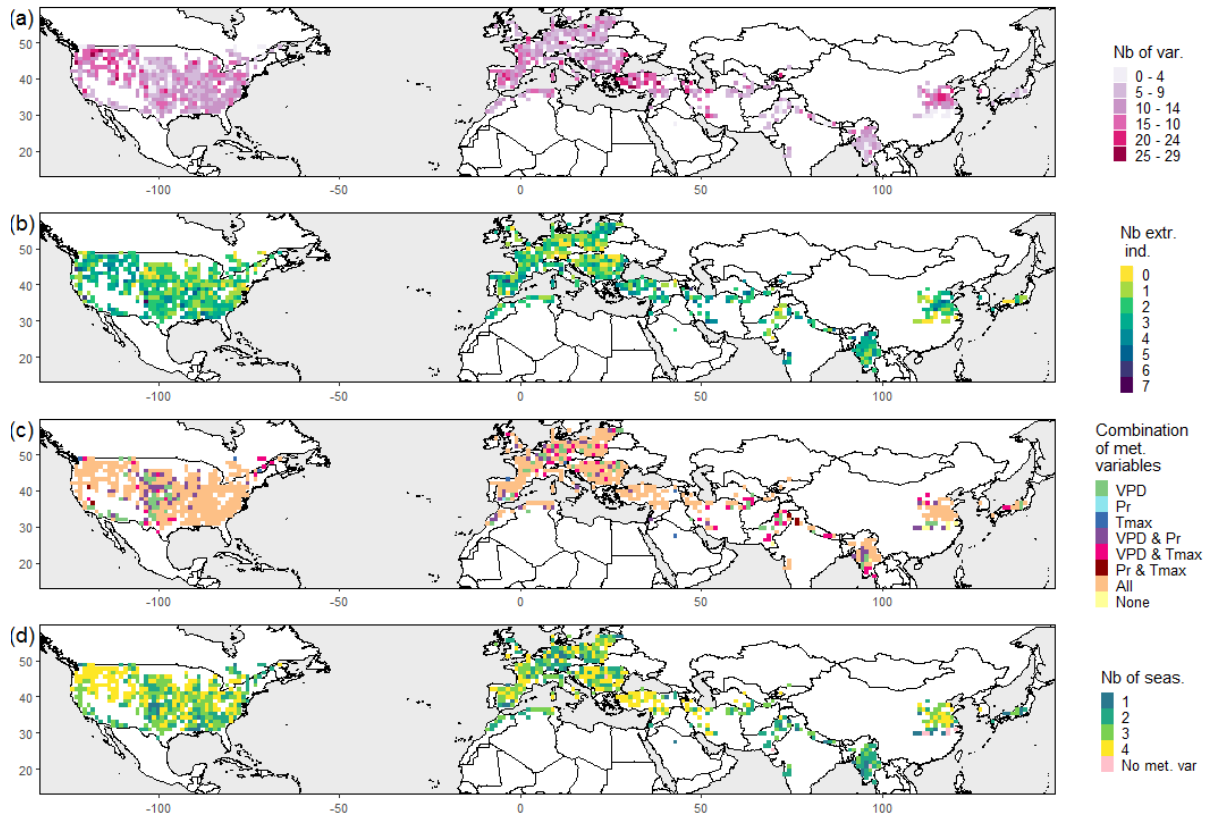 (a)
50
40
30
20
-100
-50
0
50
100
Nb of var.
0 - 4
5 - 9
10 - 14
15 - 10
20 - 24
25 - 29
(b)
50
40
30
20
-100
-50
0
50
100
Nb extr.
ind.
0
1
2
3
4
5
6
7
(c)
50
40
30
20
-100
-50
0
50
100
Combination
of met.
variables
VPD
Pr
Tmax
VPD & Pr
VPD & Tmax
Pr & Tmax
All
None
(d)
50
40
30
20
-100
-50
0
50
100
Nb of seas.
1
2
3
4
No met. var